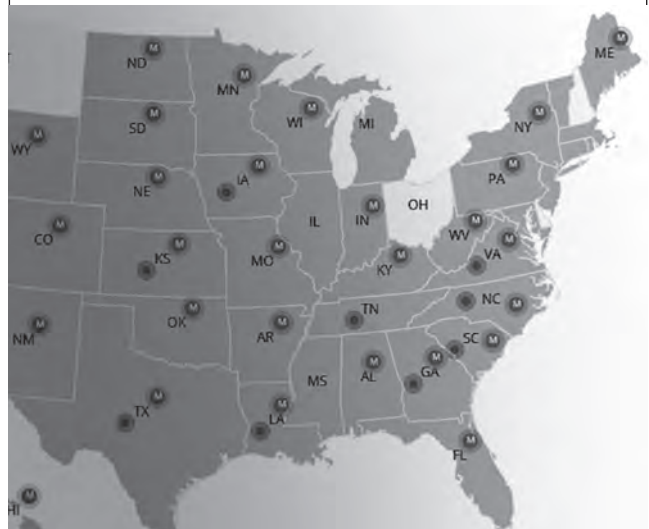 ME M
ND M
MN M
SD M
WI M
MI
NY M
WY M
NE M
IA M
PA M
IN M
OH
IL
CO M
WV M
KS M
MO M
KY M
VA M
NC M
TN
OK M
NM M
AR M
SC M
GA M
AL M
MS
TX M
LA M
FL M
HI M